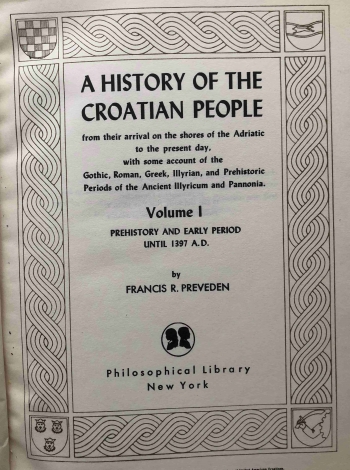 A HISTORY OF THE
CROATIAN PEOPLE
from their arrival on the shores of the Adriatic
to the present day,
with some account of the
Gothic, Roman, Greek, Illyrian, and Prehistoric
Periods of the Ancient Illyricum and Pannonia.
Volume I
PREHISTORY AND EARLY PERIOD
UNTIL 1397 A.D.
by
FRANCIS R. PREVEDEN
Philosophical Library
New York